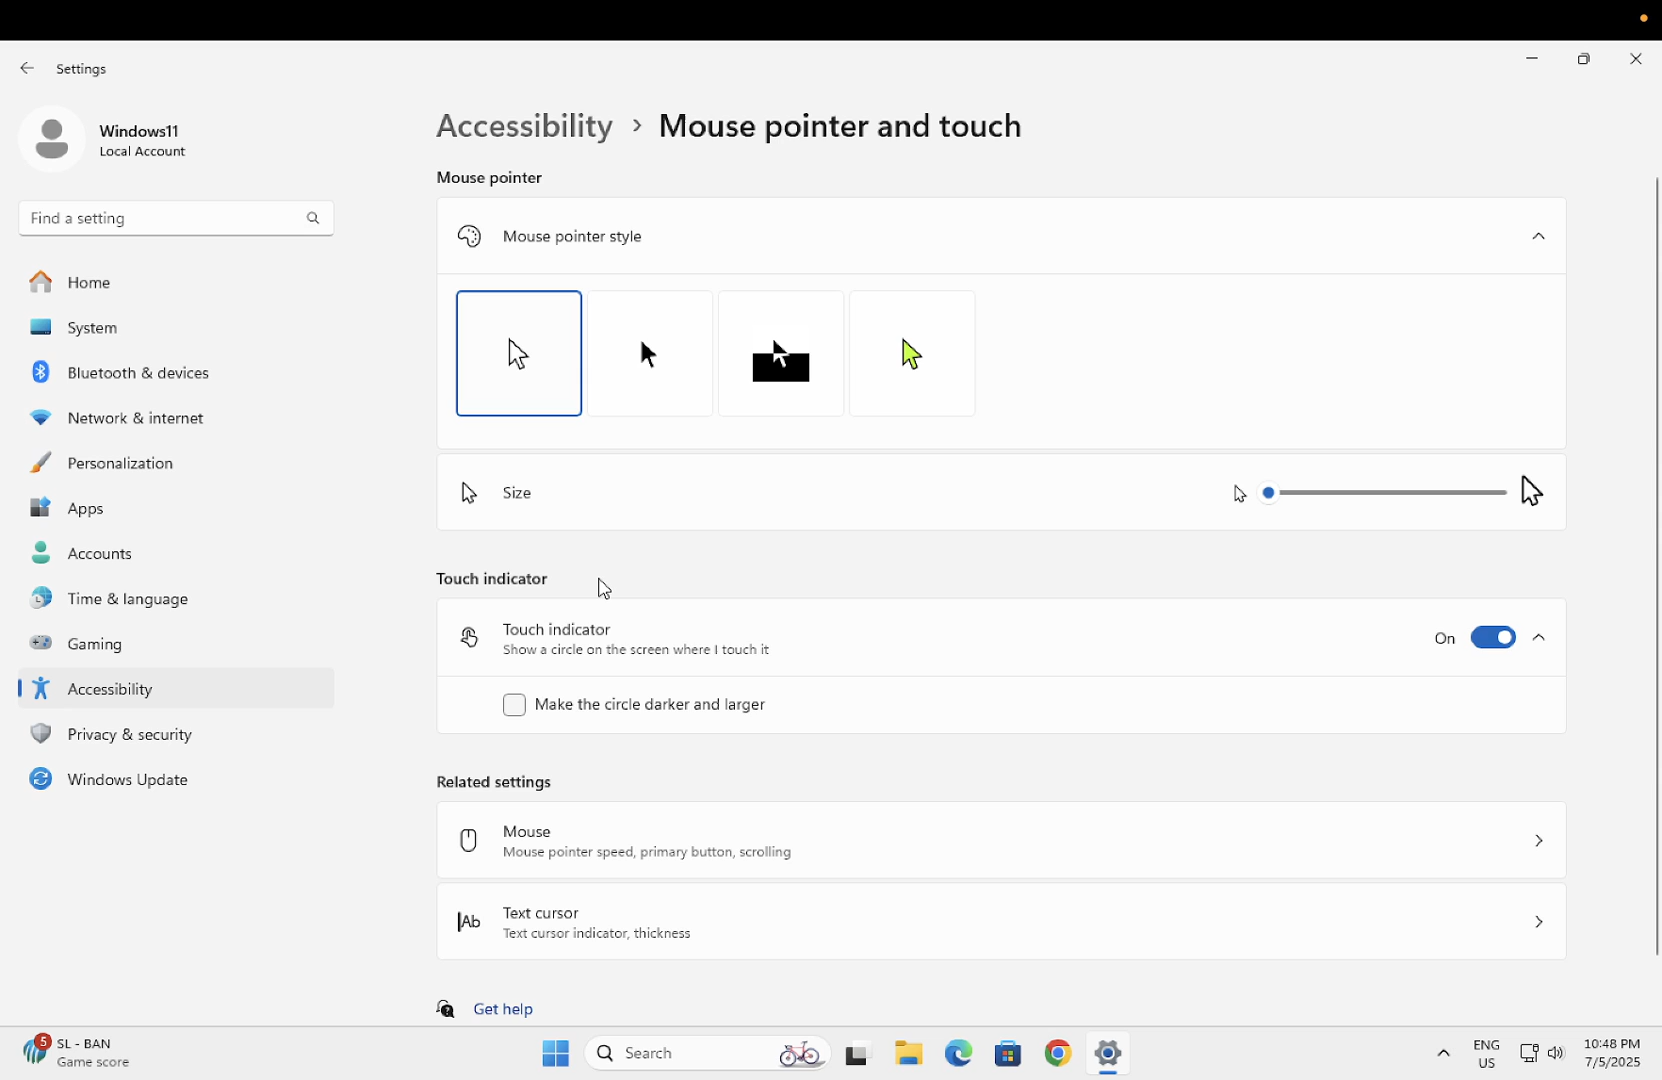 Settings
Windows11
Local Account
Find a setting
Home
System
Bluetooth & devices
Network & internet
Personalization
Apps
Accounts
Time & language
Gaming
Accessibility
Privacy & security
Windows Update
Accessibility › Mouse pointer and touch
Mouse pointer
Mouse pointer style
Size
Touch indicator
Touch indicator
Show a circle on the screen where I touch it
On
Make the circle darker and larger
Related settings
Mouse
Mouse pointer speed, primary button, scrolling
Ab
Text cursor
Text cursor indicator, thickness
Get help
5
SL - BAN
Game score
Search
ENG
US
10:48 PM
7/5/2025